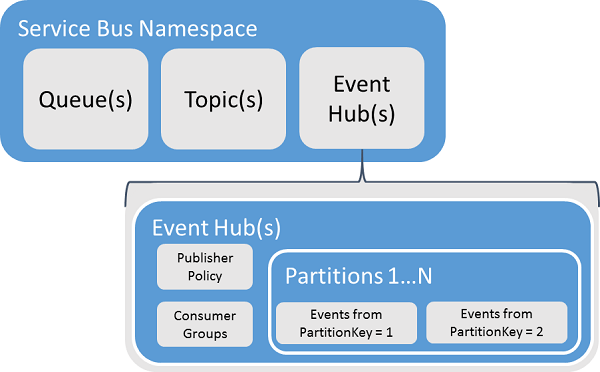 Service Bus Namespace
Queue(s)
Topic(s)
Event
Hub(s)
Event Hub(s)
Publisher
Policy
Consumer
Groups
Partitions 1...N
Events from
PartitionKey = 1
Events from
PartitionKey = 2